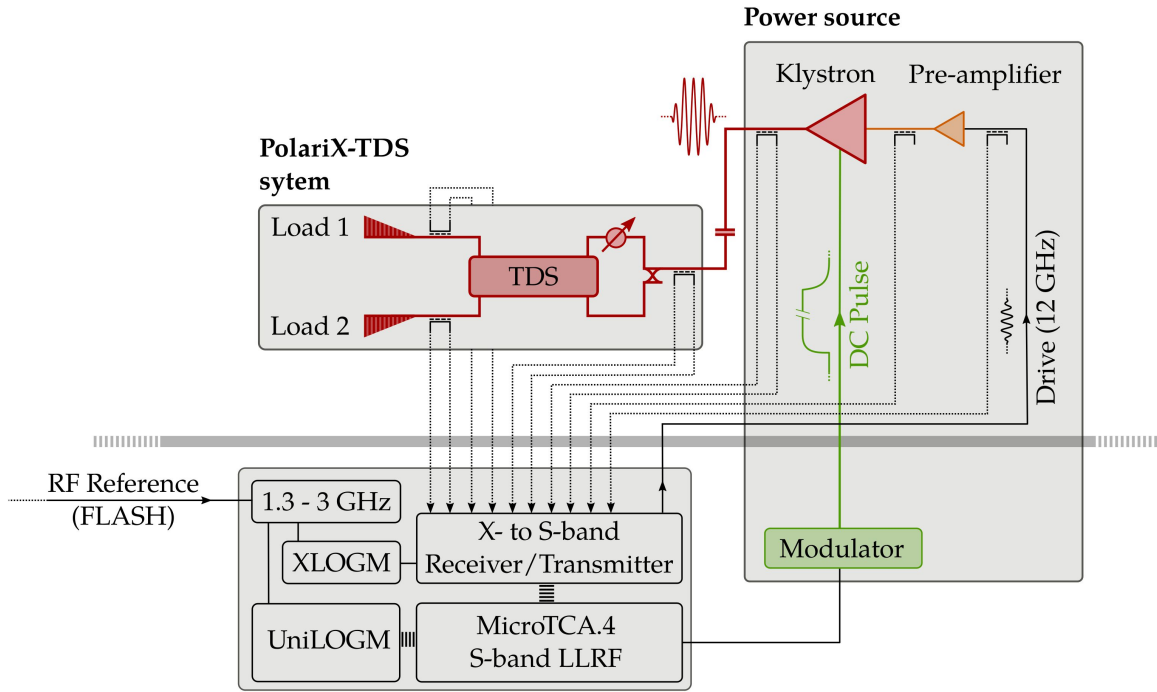 Power source
Klystron
Pre-amplifier
PolariX-TDS
sytem
Load 1
TDS
Load 2
DC Pulse
Drive (12 GHz)
RF Reference
(FLASH)
1.3 - 3 GHz
X- to S-band
Receiver/Transmitter
XLOGM
Modulator
UniLOGM
MicroTCA.4
S-band LLRF